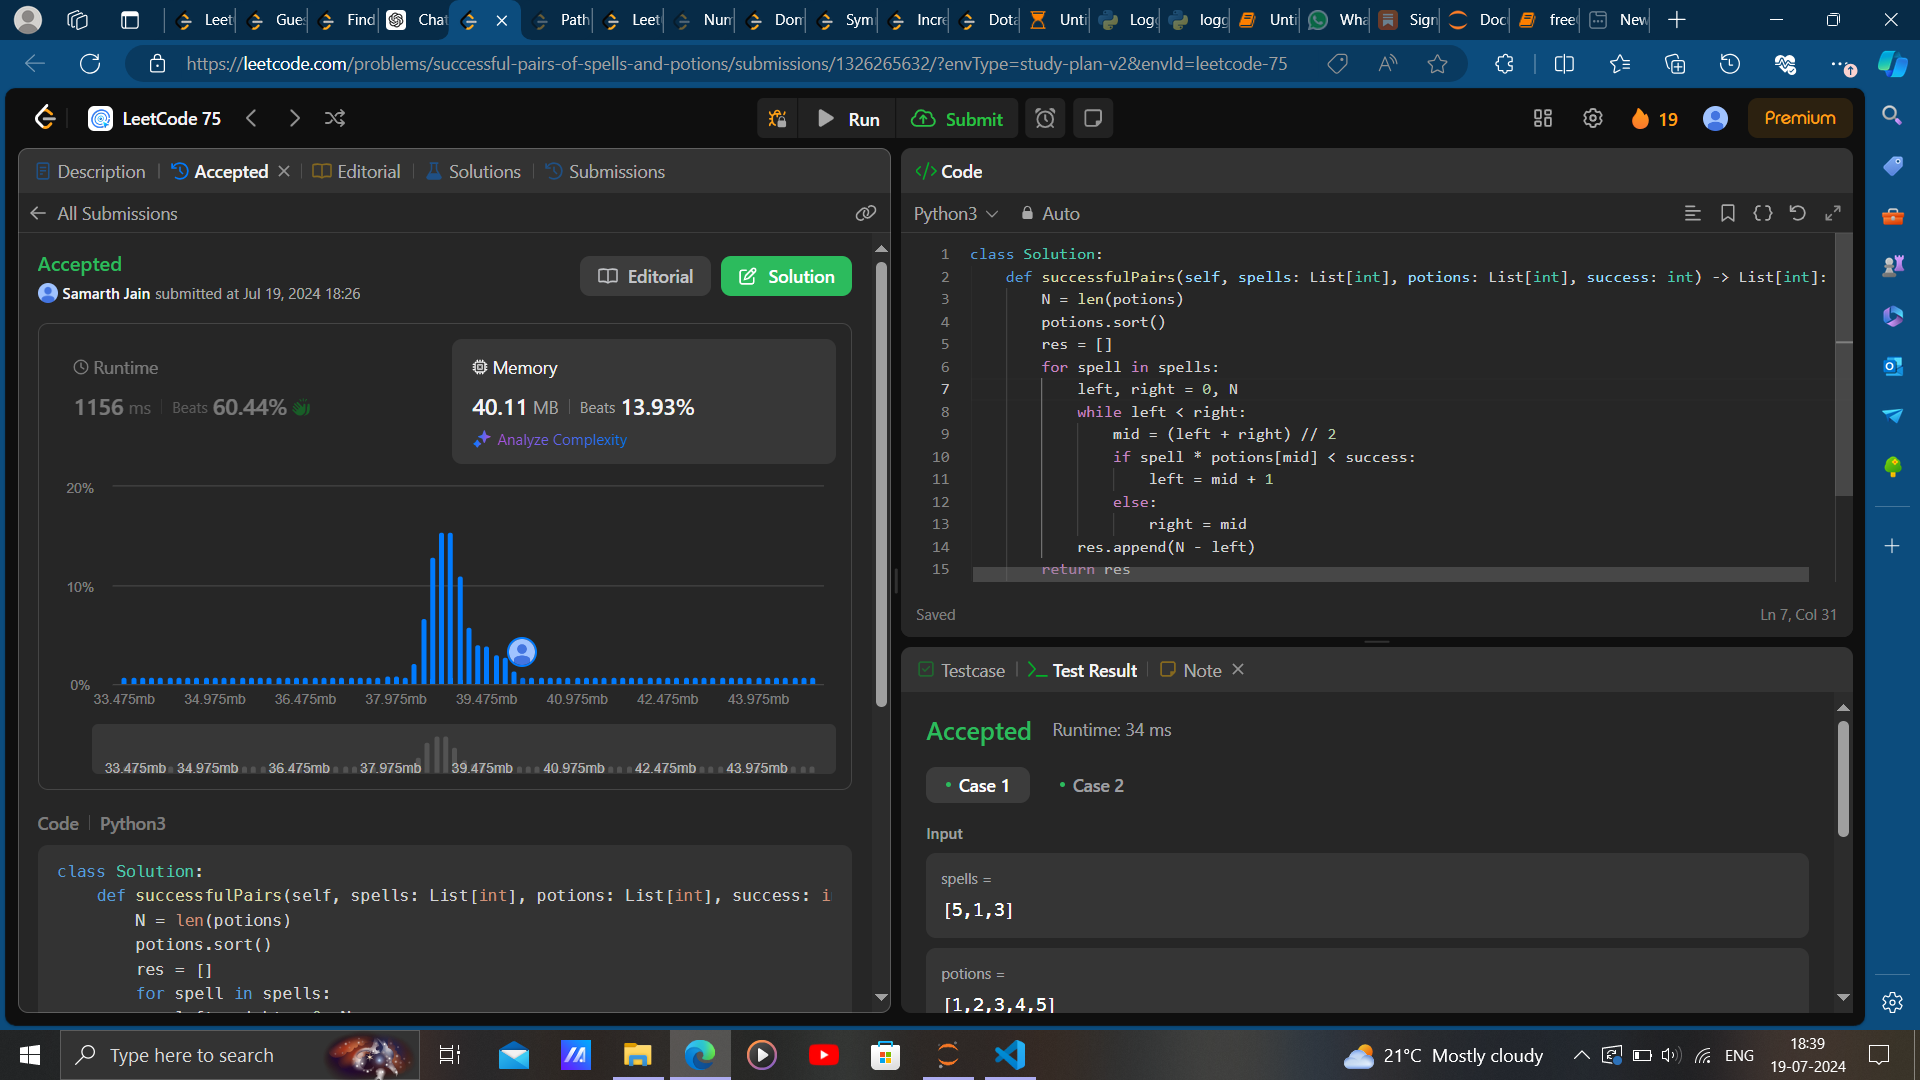 Leet
Gues
Find
Chat
Path
Leet
Num
Dom
Sym
Incre
Dota
Unti
Logg
logg
Unti
Wha
Sign
Docu
free
New
https://leetcode.com/problems/successful-pairs-of-spells-and-potions/submissions/1326265632/?envType=study-plan-v2&envId=leetcode-75
LeetCode 75
Run
Submit
19
Premium
Description
Accepted
Editorial
Solutions
Submissions
All Submissions
Accepted
Samarth Jain submitted at Jul 19, 2024 18:26
Editorial
Solution
Runtime
1156 ms Beats 60.44%
Memory
40.11 MB Beats 13.93%
Analyze Complexity
20%
10%
0%
33.475mb 34.975mb 36.475mb 37.975mb 39.475mb 40.975mb 42.475mb 43.975mb
33.475mb 34.975mb 36.475mb 37.975mb 39.475mb 40.975mb 42.475mb 43.975mb
Code Python3
class Solution:
def successfulPairs(self, spells: List[int], potions: List[int], success: in
N = len(potions)
potions.sort()
res = []
for spell in spells:
Code
Python3
Auto
1 class Solution:
2 def successfulPairs(self, spells: List[int], potions: List[int], success: int) -> List[int]:
3 N = len(potions)
4 potions.sort()
5 res = []
6 for spell in spells:
7 left, right = 0, N
8 while left < right:
9 mid = (left + right) // 2
10 if spell * potions[mid] < success:
11 left = mid + 1
12 else:
13 right = mid
14 res.append(N - left)
15 return res
Saved
Ln 7, Col 31
Testcase
Test Result
Note
Accepted Runtime: 34 ms
Case 1
Case 2
Input
spells =
[5,1,3]
potions =
[1,2,3,4,5]
Type here to search
21°C Mostly cloudy
ENG
18:39
19-07-2024